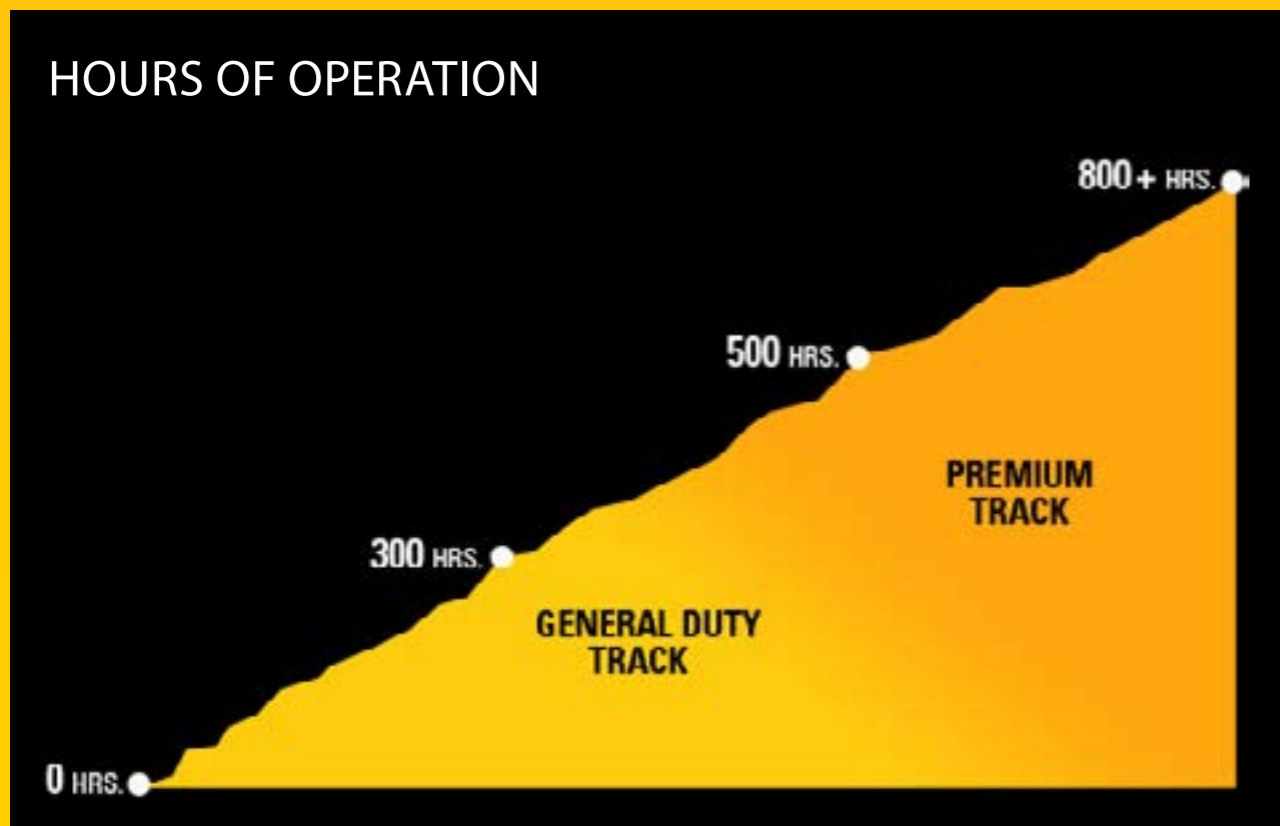 HOURS OF OPERATION
800+ HRS.
500 HRS.
PREMIUM
TRACK
300 HRS.
GENERAL DUTY
TRACK
0 HRS.